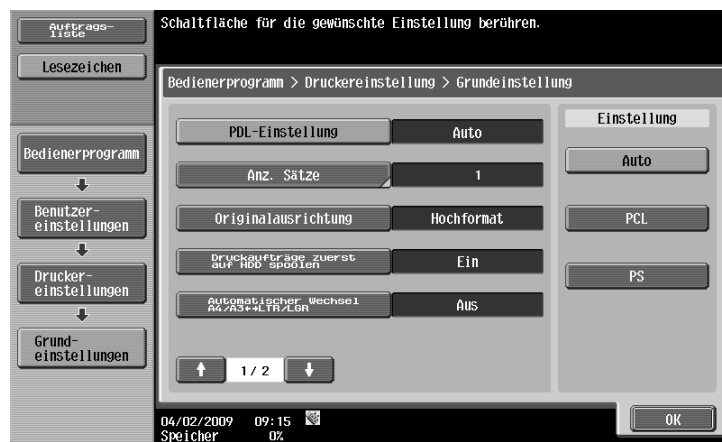 Auftrags-
liste
Lesezeichen
Schaltfläche für die gewünschte Einstellung berühren.
Bedienerprogramm > Druckereinstellung > Grundeinstellung
Bedienerprogramm
Benutzer-
einstellungen
Drucker-
einstellungen
Grund-
einstellungen
PDL-Einstellung Auto
Anz. Sätze 1
Originalausrichtung Hochformat
Druckaufträge zuerst
auf HDD spoolen Ein
Automatischer Wechsel
A4/A3↔LTR/LGR Aus
1/2
Einstellung
Auto
PCL
PS
04/02/2009 09:15
Speicher 0%
OK